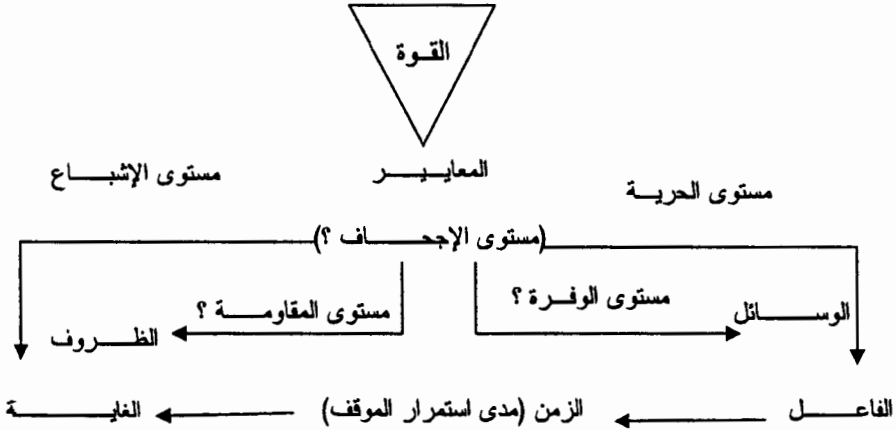 القوة
مستوى الحرية المعايير مستوى الإشباع
(مستوى الإجحاف ؟)
الوسائل مستوى الوفرة ؟ مستوى المقاومة ؟ الظروف
الفاعل الزمن (مدى استمرار الموقف) الغاية